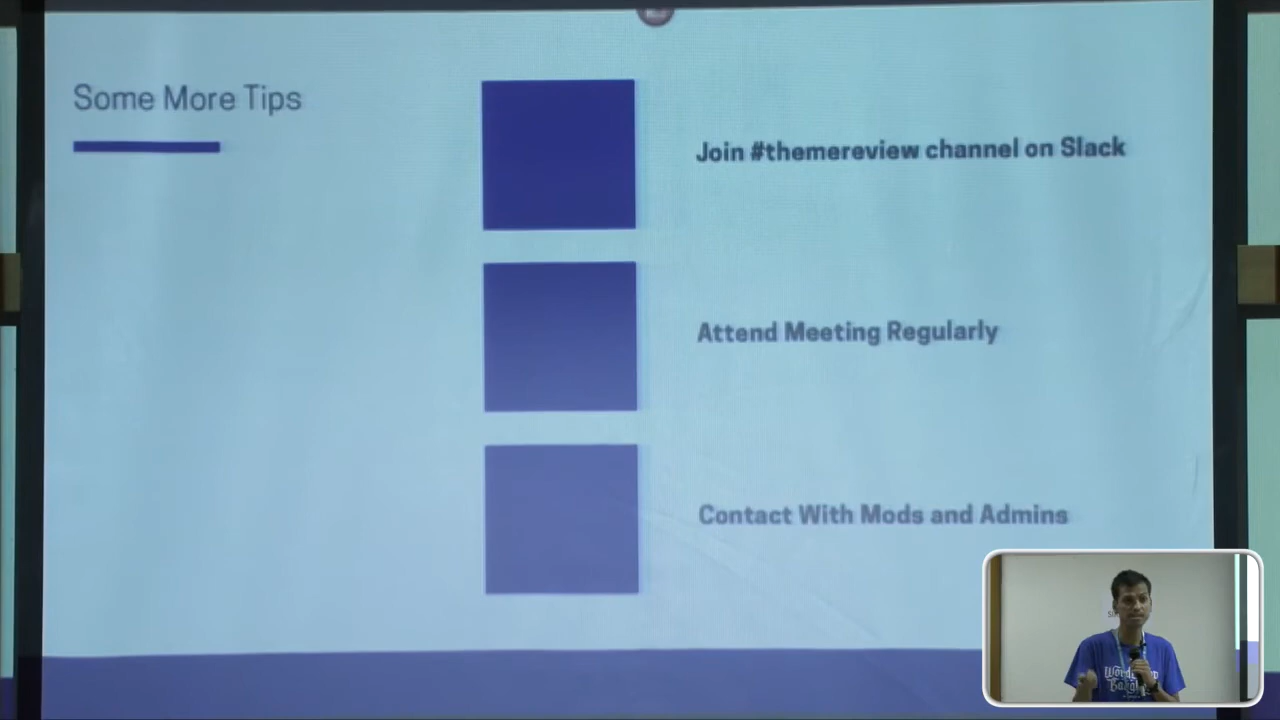 Some More Tips
Join #themereview channel on Slack
Attend Meeting Regularly
Contact With Mods and Admins